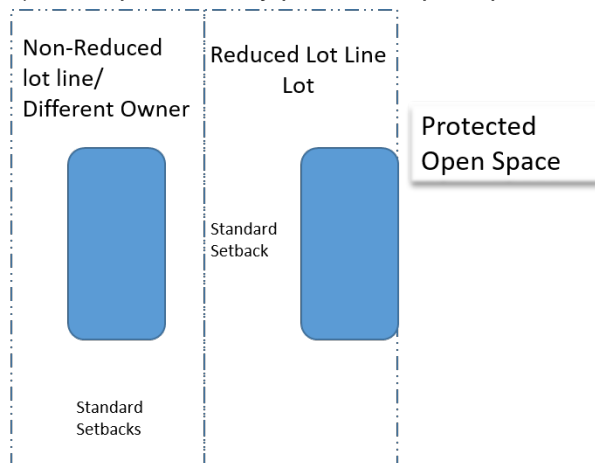 Non-Reduced
lot line/
Different Owner
Reduced Lot Line
Lot
Protected
Open Space
Standard
Setback
Standard
Setbacks